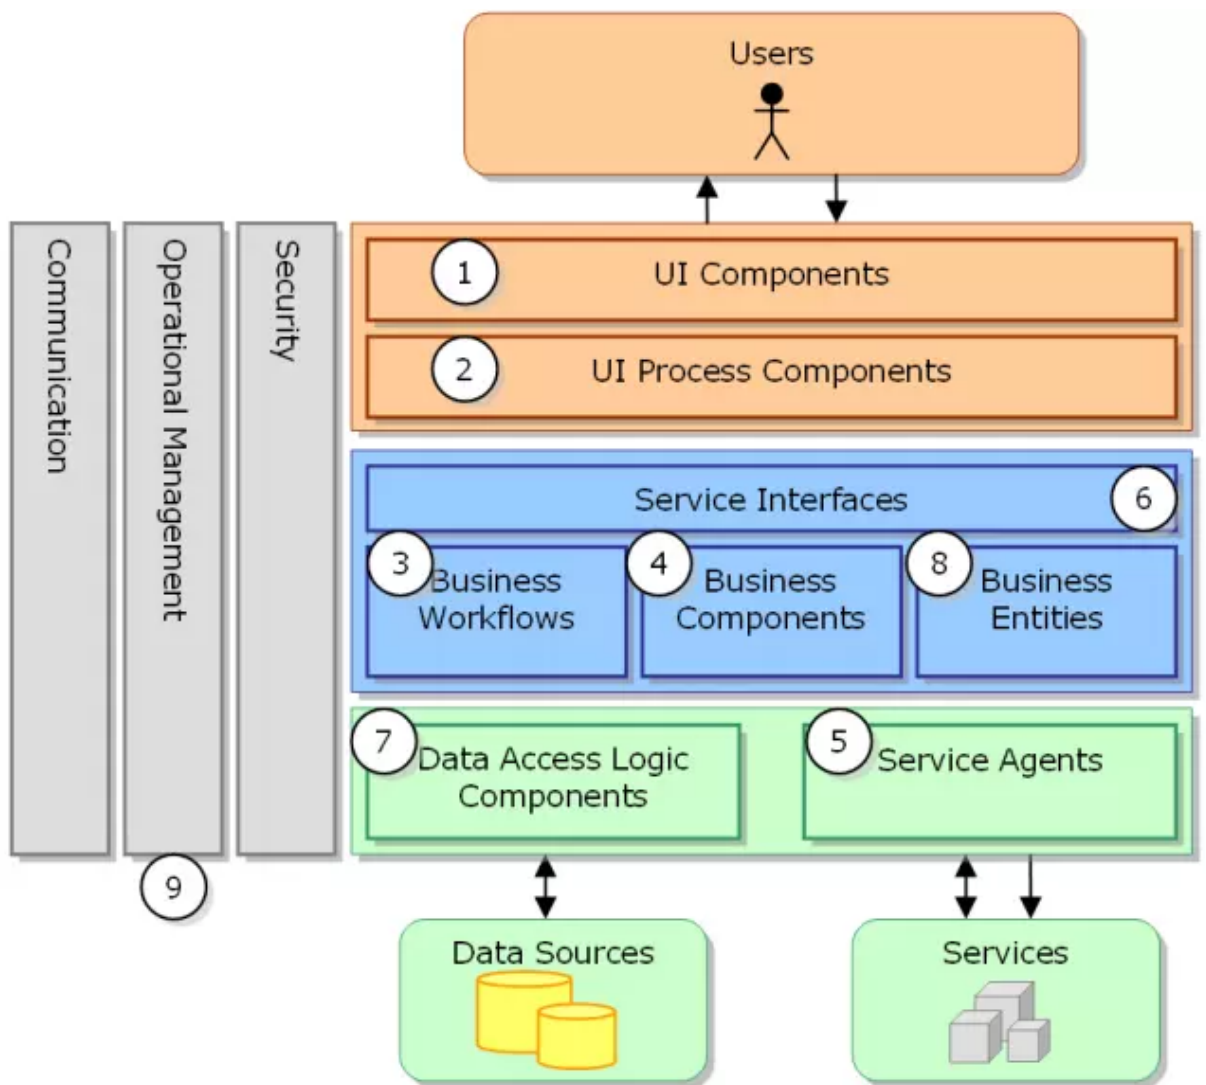 Users
Communication
Operational Management
Security
1
UI Components
2
UI Process Components
Service Interfaces
6
3
Business
Workflows
4
Business
Components
8
Business
Entities
7
Data Access Logic
Components
5
Service Agents
9
Data Sources
Services